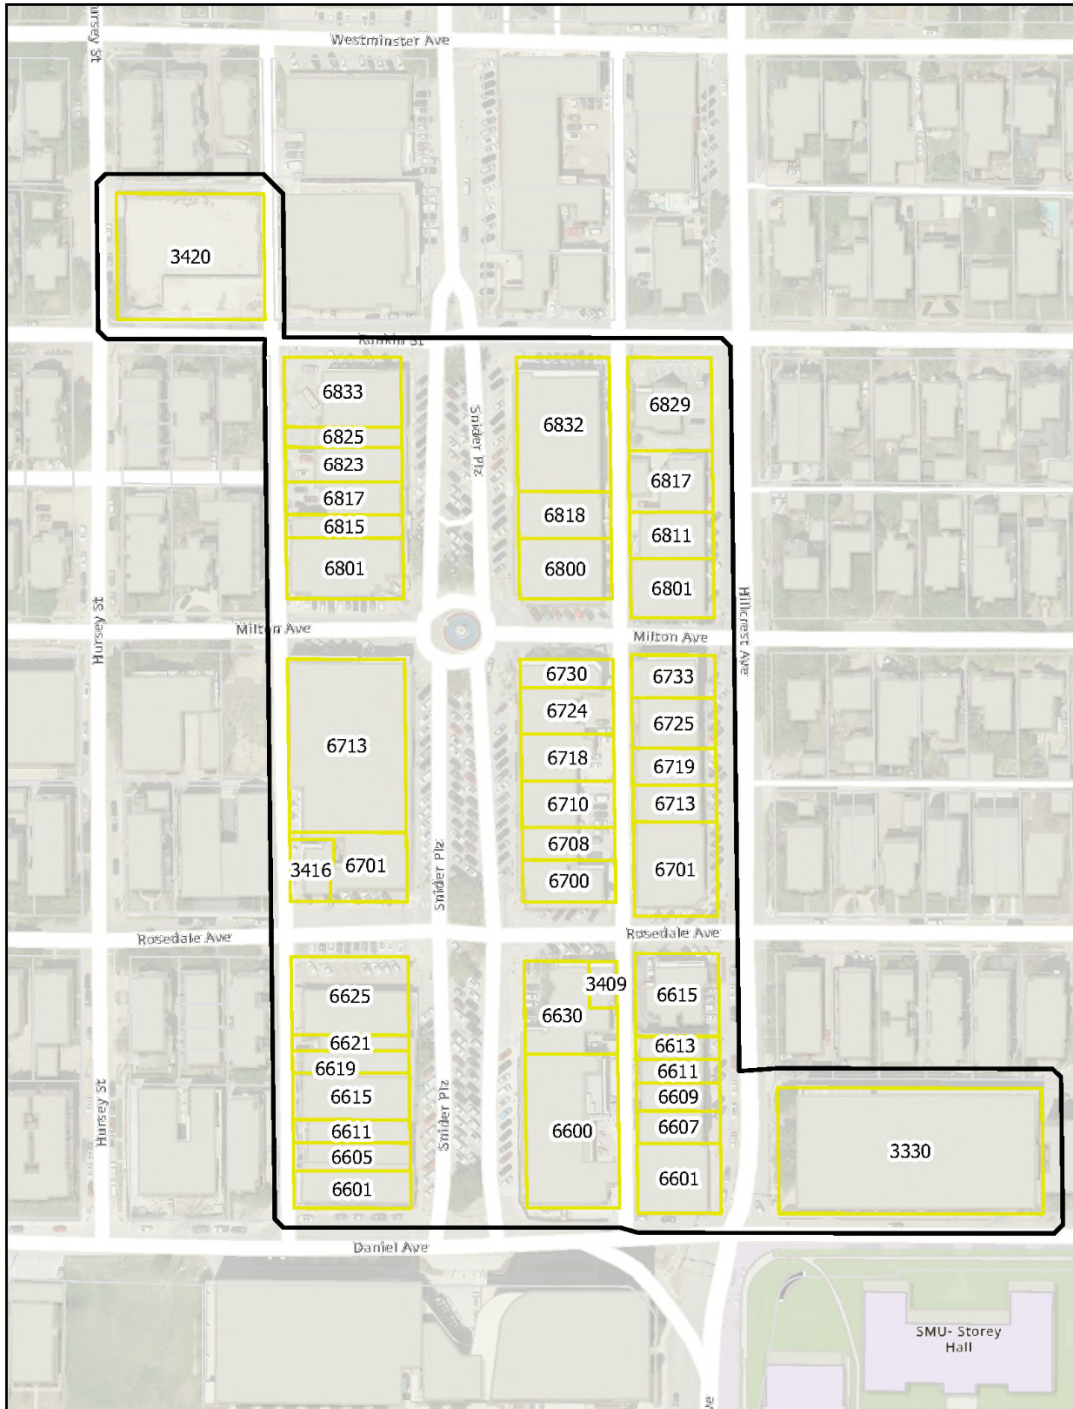 ursey St
Westminster Ave
3420
Rankin St
6833
6825
6823
6817
6815
6801
Snider Plz
6832
6818
6800
6829
6817
6811
6801
Hursey St
Milton Ave
Milton Ave
Hillcrest Ave
6713
3416
6701
Snider Plz
6730
6724
6718
6710
6708
6700
6733
6725
6719
6713
6701
Rosedale Ave
Rosedale Ave
6625
6621
6619
6615
6611
6605
6601
Hursey St
Snider Plz
3409
6630
6600
6615
6613
6611
6609
6607
6601
3330
Daniel Ave
SMU- Storey
Hall
ve